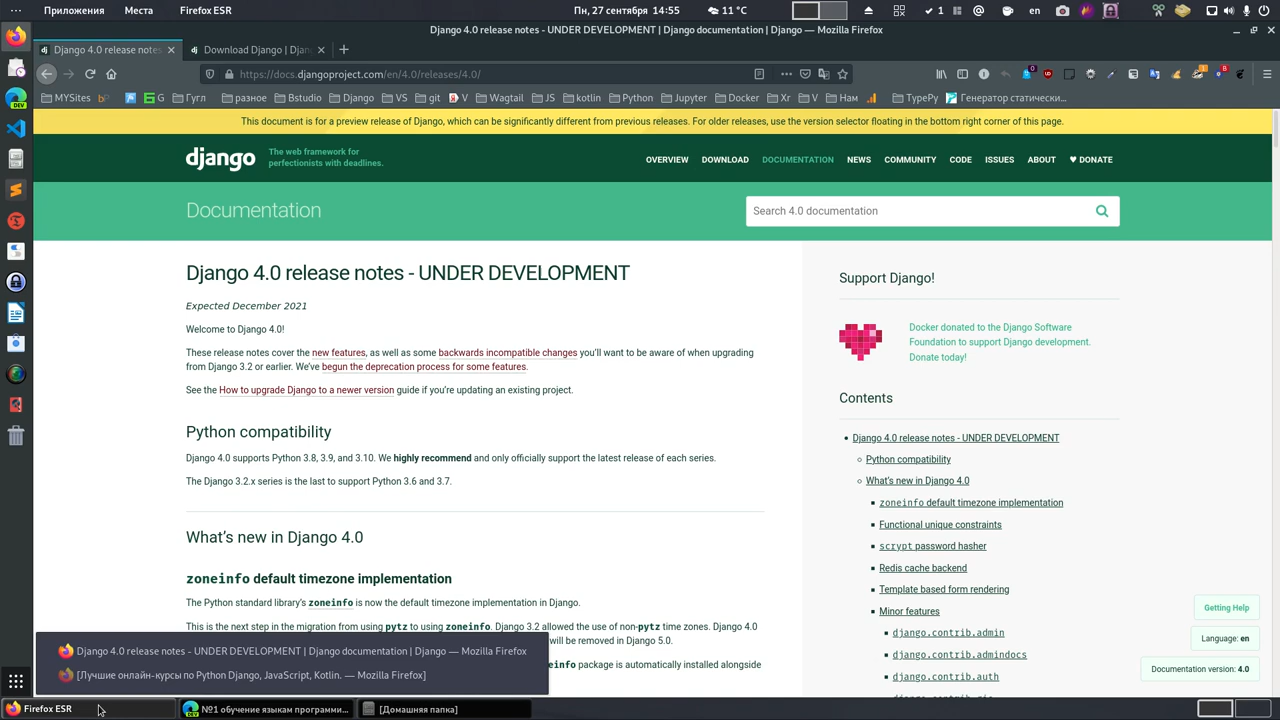 Приложения Места Firefox ESR Пн, 27 сентября 14:55 11 °C 1 en
Django 4.0 release notes - UNDER DEVELOPMENT | Django documentation | Django — Mozilla Firefox
dj Django 4.0 release notes dj Download Django | Djan
https://docs.djangoproject.com/en/4.0/releases/4.0/
MYSites Гугл разное Bstudio Django VS git V Wagtail JS kotlin Python Jupyter Docker Xr V Нам TypeРу Генератор статически…
This document is for a preview release of Django, which can be significantly different from previous releases. For older releases, use the version selector floating in the bottom right corner of this page.
django The web framework for
perfectionists with deadlines.
OVERVIEW DOWNLOAD DOCUMENTATION NEWS COMMUNITY CODE ISSUES ABOUT ♥ DONATE
Documentation
Search 4.0 documentation
Django 4.0 release notes - UNDER DEVELOPMENT
Expected December 2021
Welcome to Django 4.0!
These release notes cover the new features, as well as some backwards incompatible changes you’ll want to be aware of when upgrading
from Django 3.2 or earlier. We’ve begun the deprecation process for some features.
See the How to upgrade Django to a newer version guide if you’re updating an existing project.
Python compatibility
Django 4.0 supports Python 3.8, 3.9, and 3.10. We highly recommend and only officially support the latest release of each series.
The Django 3.2.x series is the last to support Python 3.6 and 3.7.
What’s new in Django 4.0
zoneinfo default timezone implementation
The Python standard library’s zoneinfo is now the default timezone implementation in Django.
This is the next step in the migration from using pytz to using zoneinfo. Django 3.2 allowed the use of non-pytz time zones. Django 4.0
will be removed in Django 5.0.
einfo package is automatically installed alongside
Support Django!
Docker donated to the Django Software
Foundation to support Django development.
Donate today!
Contents
Django 4.0 release notes - UNDER DEVELOPMENT
Python compatibility
What’s new in Django 4.0
zoneinfo default timezone implementation
Functional unique constraints
scrypt password hasher
Redis cache backend
Template based form rendering
Minor features
django.contrib.admin
django.contrib.admindocs
django.contrib.auth
Getting Help
Language: en
Documentation version: 4.0
Django 4.0 release notes - UNDER DEVELOPMENT | Django documentation | Django — Mozilla Firefox
[Лучшие онлайн-курсы по Python Django, JavaScript, Kotlin. — Mozilla Firefox]
Firefox ESR №1 обучение языкам программи… [Домашняя папка]